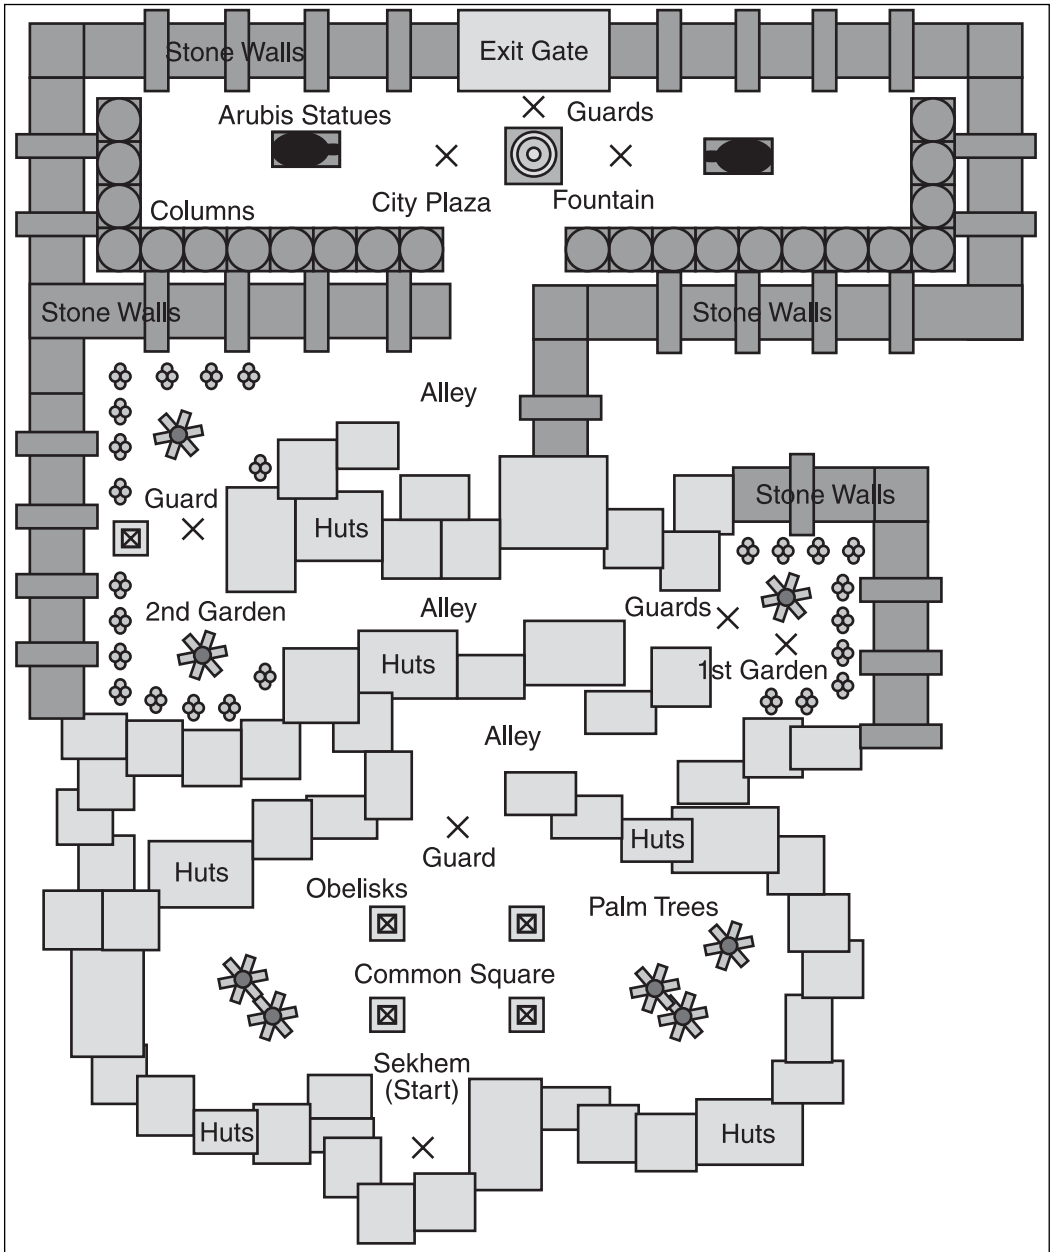 Stone Walls
Exit Gate
Arubis Statues
Guards
City Plaza
Fountain
Columns
Stone Walls
Stone Walls
Alley
Guard
Huts
Stone Walls
2nd Garden
Alley
Guards
Huts
1st Garden
Alley
Huts
Guard
Huts
Obelisks
Palm Trees
Common Square
Sekhem
(Start)
Huts
Huts